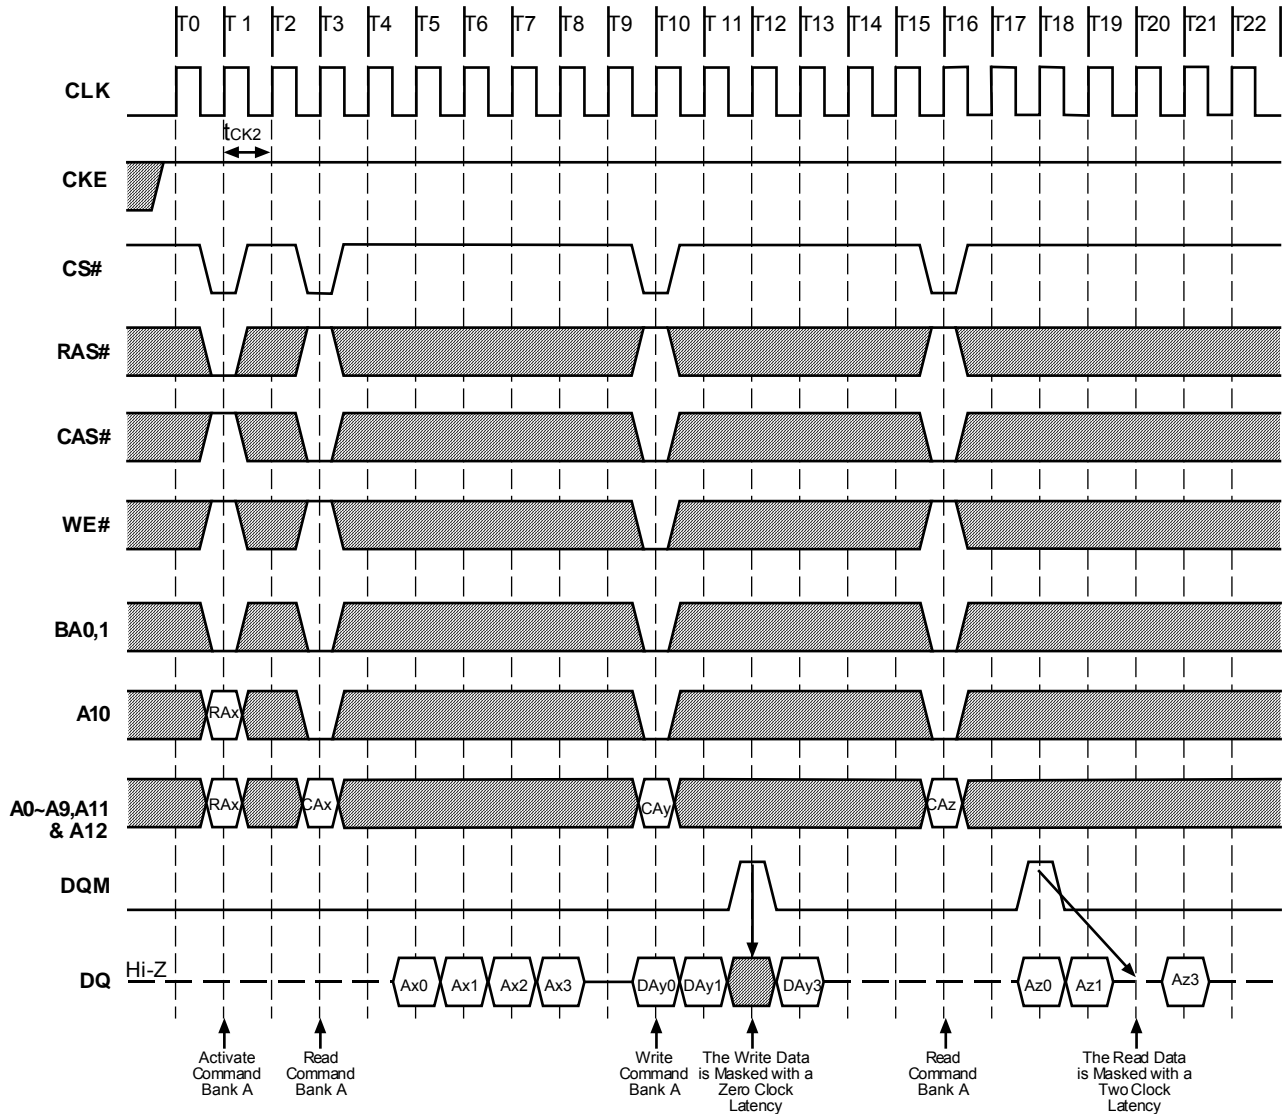 T0 T 1 T2 T3 T4 T5 T6 T7 T8 T9 T10 T 11 T12 T13 T14 T15 T16 T17 T18 T19 T20 T21 T22
CLK
tCK2
CKE
CS#
RAS#
CAS#
WE#
BA0,1
A10
RAx
A0~A9,A11
& A12
RAx CAx CAy CAz
DQM
DQ
Hi-Z
Ax0 Ax1 Ax2 Ax3 DAy0 DAy1 DAy3 Az0 Az1 Az3
Activate
Command
Bank A
Read
Command
Bank A
Write
Command
Bank A
The Write Data
is Masked with a
Zero Clock
Latency
Read
Command
Bank A
The Read Data
is Masked with a
Two Clock
Latency